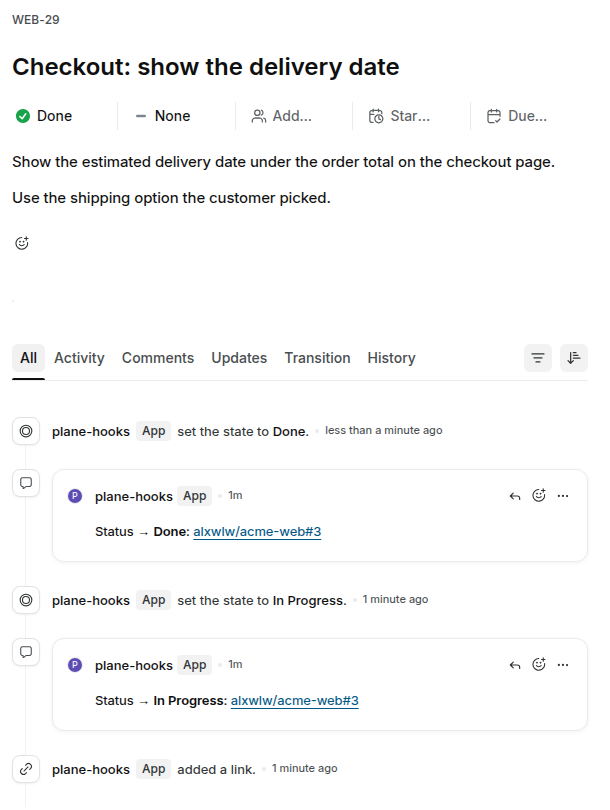 WEB-29
Checkout: show the delivery date
Done None Add... Star... Due...
Show the estimated delivery date under the order total on the checkout page.
Use the shipping option the customer picked.
All Activity Comments Updates Transition History
plane-hooks App set the state to Done. less than a minute ago
P plane-hooks App 1m
Status → Done: alxwlw/acme-web#3
plane-hooks App set the state to In Progress. 1 minute ago
P plane-hooks App 1m
Status → In Progress: alxwlw/acme-web#3
plane-hooks App added a link. 1 minute ago